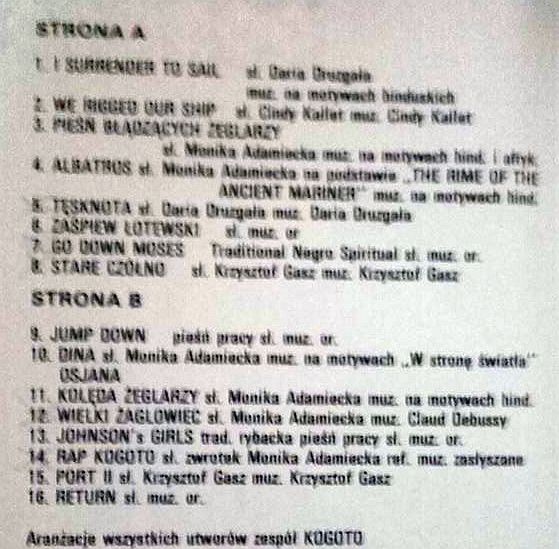 STRONA A
1. I SURRENDER TO SAIL sł. Daria Druzgała
muz. na motywach hinduskich
2. WE RIGGED OUR SHIP sł. Cindy Kallet muz. Cindy Kallet
3. PIEŚŃ BŁĄDZĄCYCH ŻEGLARZY
sł. Monika Adamiecka muz. na motywach hind. i afryk.
4. ALBATROS sł. Monika Adamiecka na podstawie „THE RIME OF THE
ANCIENT MARINER" muz. na motywach hind.
5. TĘSKNOTA sł. Daria Druzgała muz. Daria Druzgała
6. ZAŚPIEW ŁOTEWSKI sł. muz. or
7. GO DOWN MOSES Traditional Negro Spiritual sł. muz. or.
8. STARE CZÓŁNO sł. Krzysztof Gasz muz. Krzysztof Gasz
STRONA B
9. JUMP DOWN pieśń pracy sł. muz. or.
10. DINA sł. Monika Adamiecka muz. na motywach „W stronę światła"
OSJANA
11. KOLĘDA ŻEGLARZY sł. Monika Adamiecka muz. na motywach hind.
12. WIELKI ŻAGLOWIEC sł. Monika Adamiecka muz. Claud Debussy
13. JOHNSON's GIRLS trad. rybacka pieśń pracy sł. muz. or.
14. RAP KOGOTO sł. zwrotek Monika Adamiecka ref. muz. zasłyszane
15. PORT II sł. Krzysztof Gasz muz. Krzysztof Gasz
16. RETURN sł. muz. or.
Aranżacje wszystkich utworów zespół KOGOTO